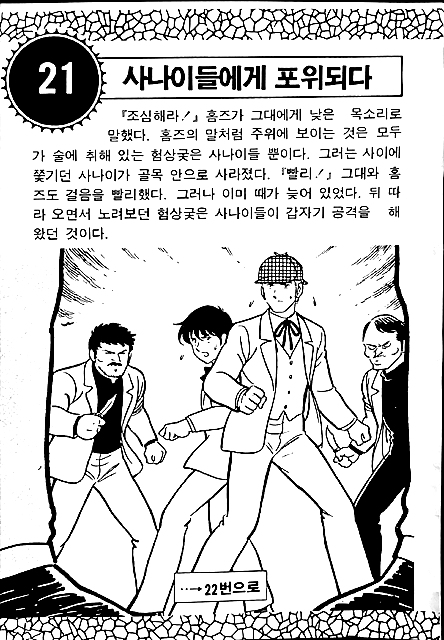 21
사나이들에게 포위되다
『조심해라!』 홈즈가 그대에게 낮은 목소리로
말했다. 홈즈의 말처럼 주위에 보이는 것은 모두
가 술에 취해 있는 험상궂은 사나이들 뿐이다. 그러는 사이에
쫓기던 사나이가 골목 안으로 사라졌다. 『빨리!』 그대와 홈
즈도 걸음을 빨리했다. 그러나 이미 때가 늦어 있었다. 뒤 따
라 오면서 노려보던 험상궂은 사나이들이 갑자기 공격을 해
왔던 것이다.
‥→22번으로